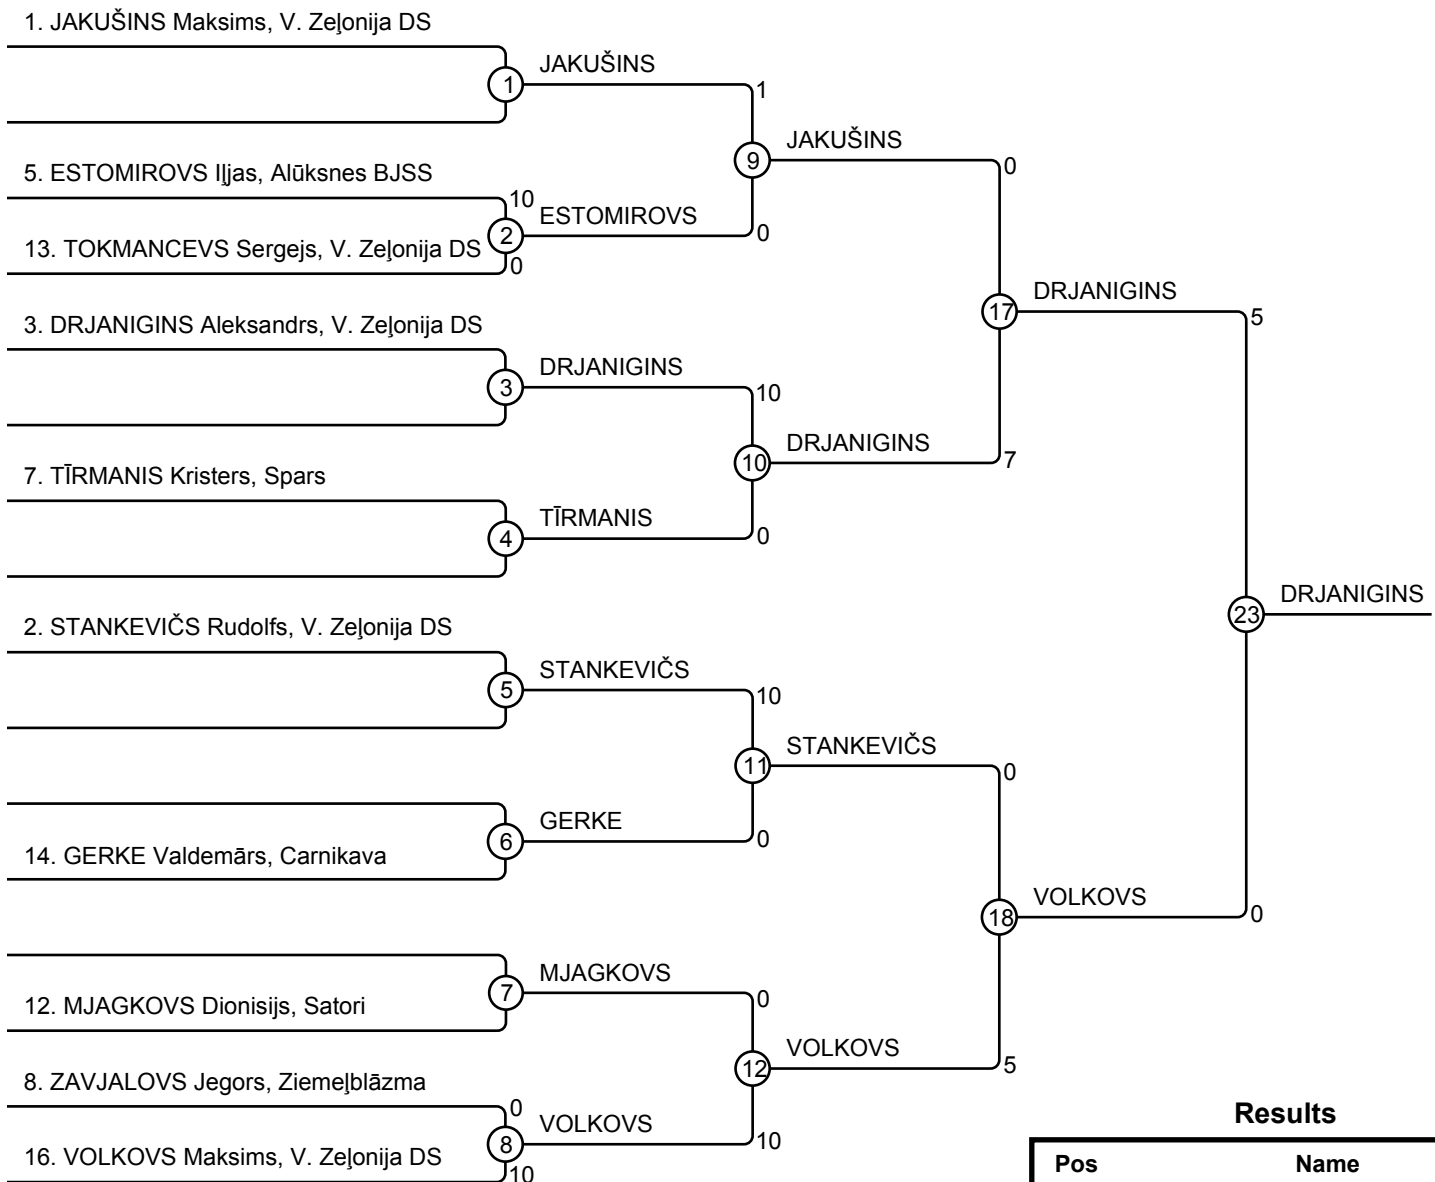 1. JAKUŠINS Maksims, V. Zeļonija DS
JAKUŠINS
1
1
JAKUŠINS
9
0
5. ESTOMIROVS Iļjas, Alūksnes BJSS
10
ESTOMIROVS
2
0
13. TOKMANCEVS Sergejs, V. Zeļonija DS
0
DRJANIGINS
17
5
3. DRJANIGINS Aleksandrs, V. Zeļonija DS
DRJANIGINS
3
10
DRJANIGINS
10
7
7. TĪRMANIS Kristers, Spars
TĪRMANIS
4
0
DRJANIGINS
23
2. STANKEVIČS Rudolfs, V. Zeļonija DS
STANKEVIČS
5
10
STANKEVIČS
11
0
GERKE
6
0
14. GERKE Valdemārs, Carnikava
VOLKOVS
18
0
MJAGKOVS
7
0
12. MJAGKOVS Dionisijs, Satori
VOLKOVS
12
5
8. ZAVJALOVS Jegors, Ziemeļblāzma
0
VOLKOVS
8
10
16. VOLKOVS Maksims, V. Zeļonija DS
10
Results
Pos Name